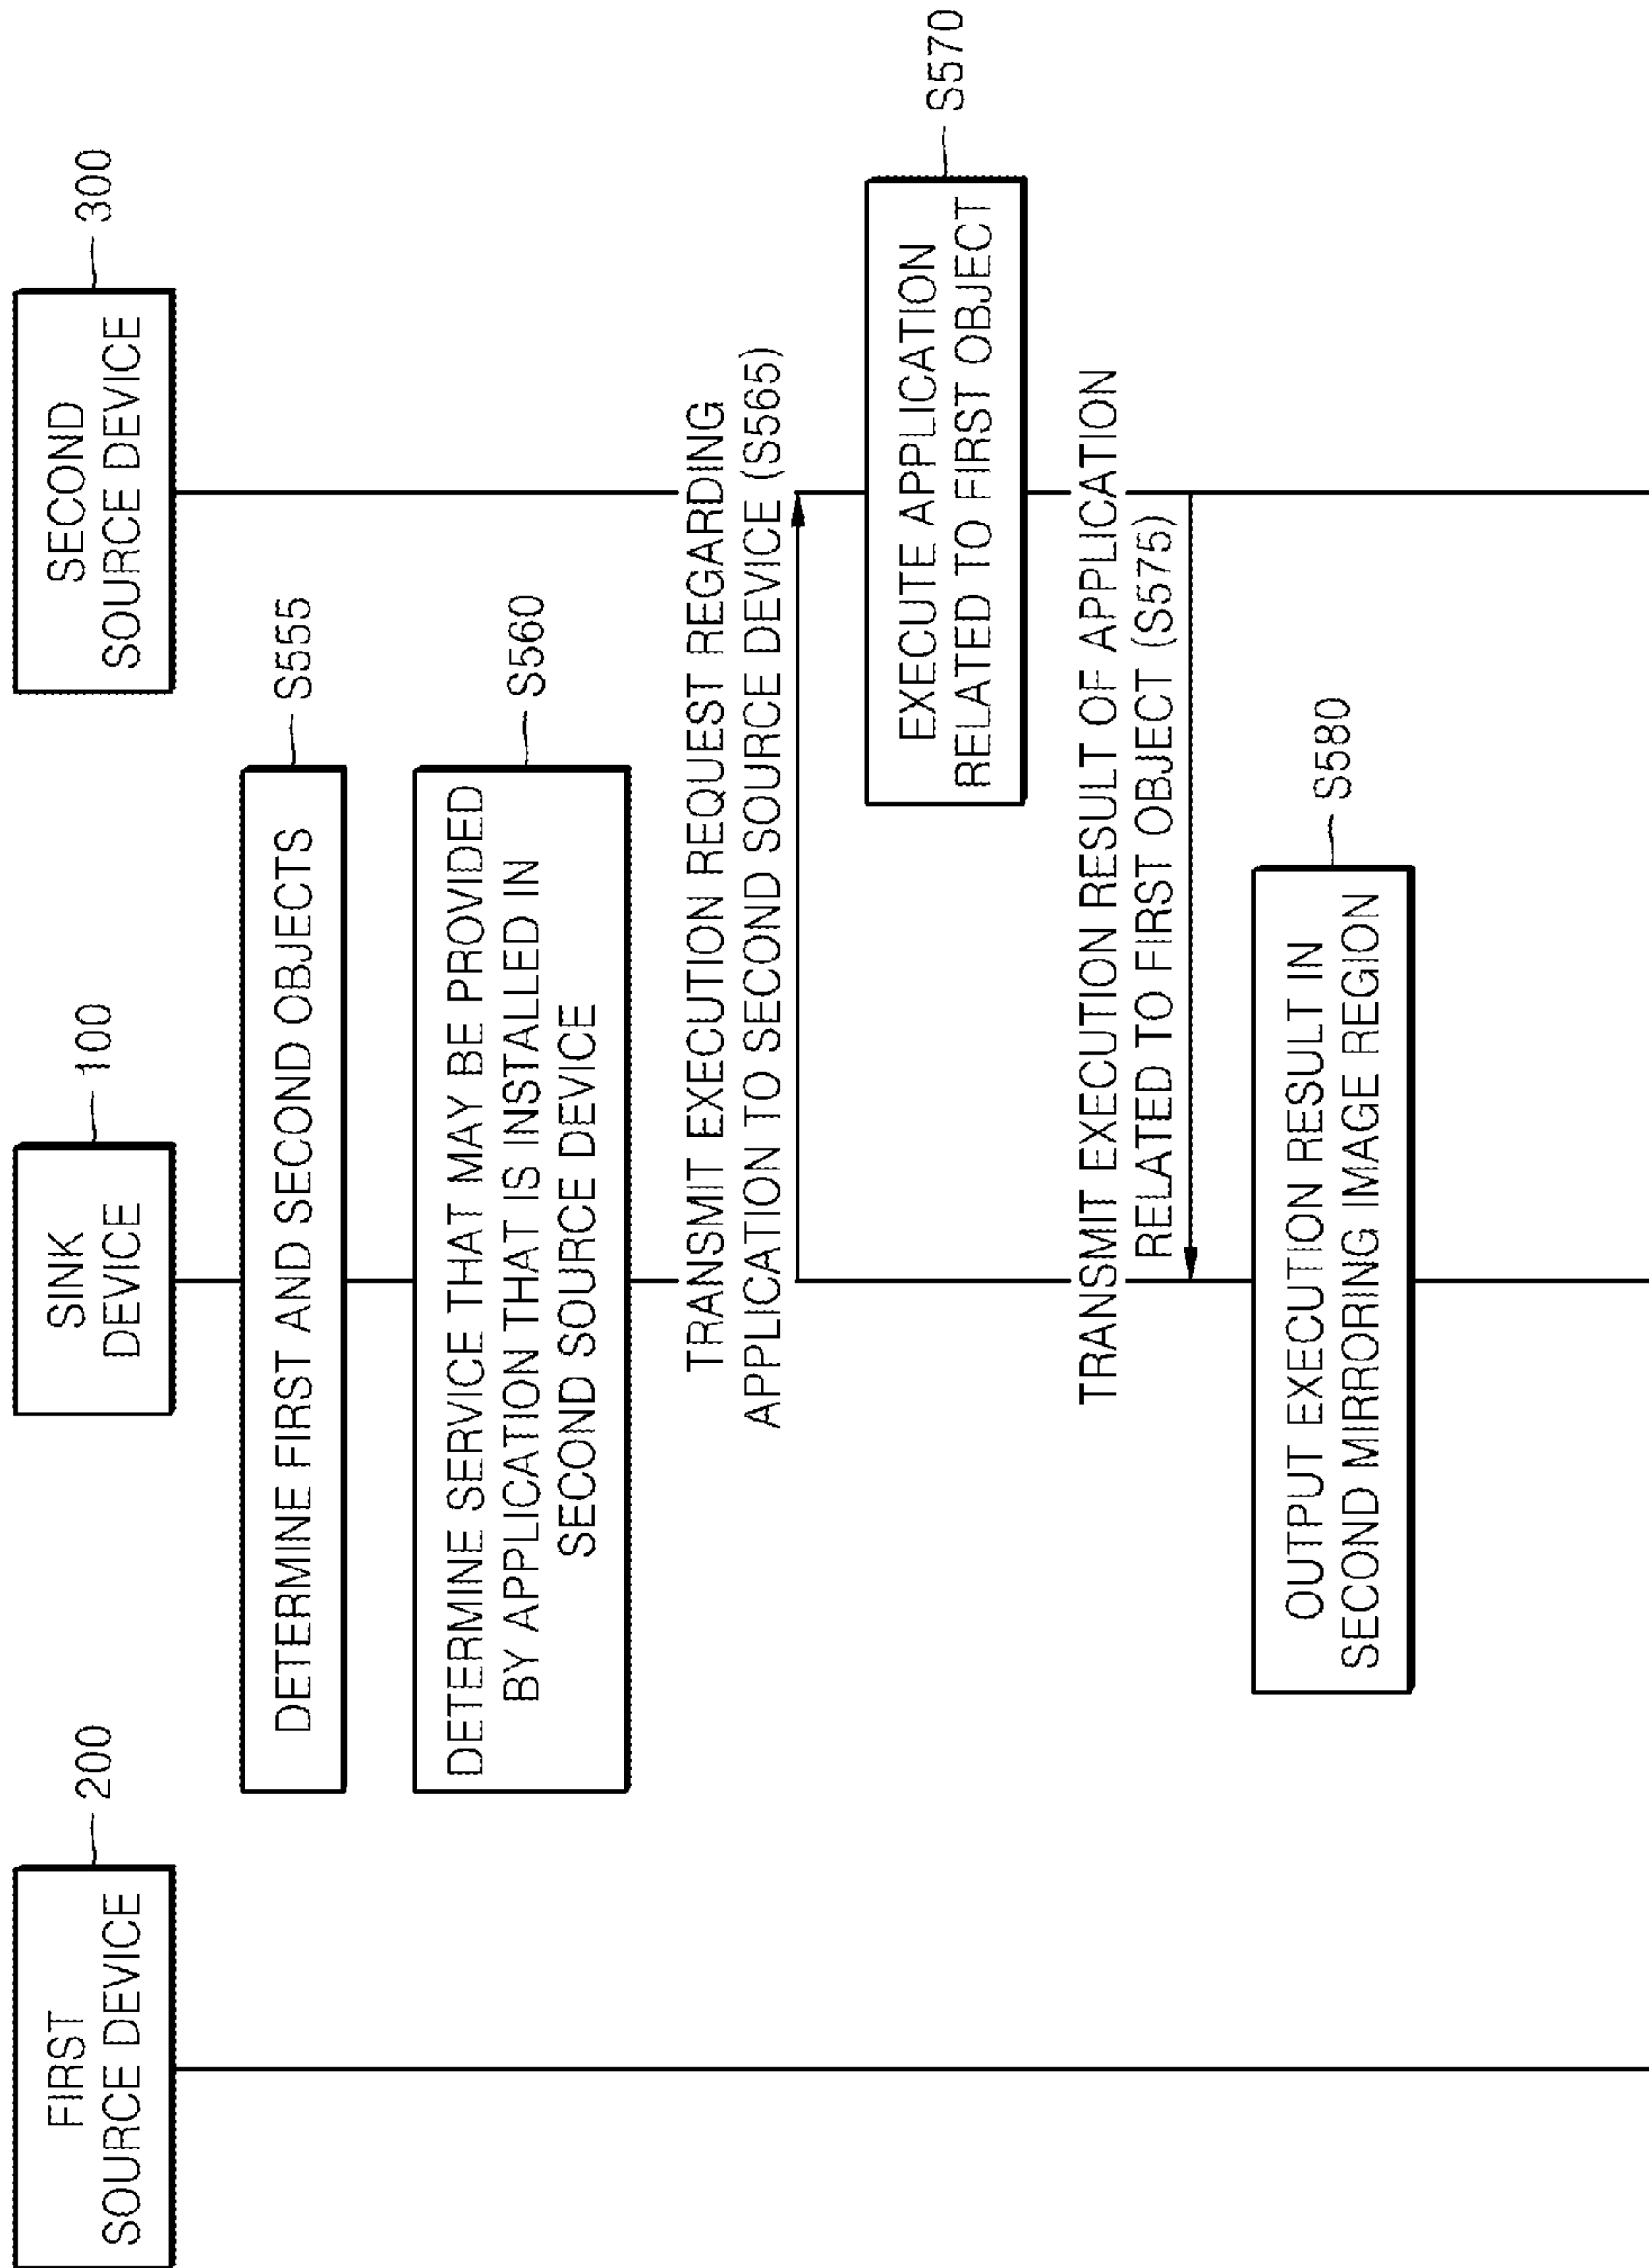 FIRST
SOURCE DEVICE
200
SINK
DEVICE
100
SECOND
SOURCE DEVICE
300
DETERMINE FIRST AND SECOND OBJECTS
S555
DETERMINE SERVICE THAT MAY BE PROVIDED
BY APPLICATION THAT IS INSTALLED IN
SECOND SOURCE DEVICE
S560
TRANSMIT EXECUTION REQUEST REGARDING
APPLICATION TO SECOND SOURCE DEVICE (S565)
EXECUTE APPLICATION
RELATED TO FIRST OBJECT
S570
TRANSMIT EXECUTION RESULT OF APPLICATION
RELATED TO FIRST OBJECT (S575)
OUTPUT EXECUTION RESULT IN
SECOND MIRRORING IMAGE REGION
S580